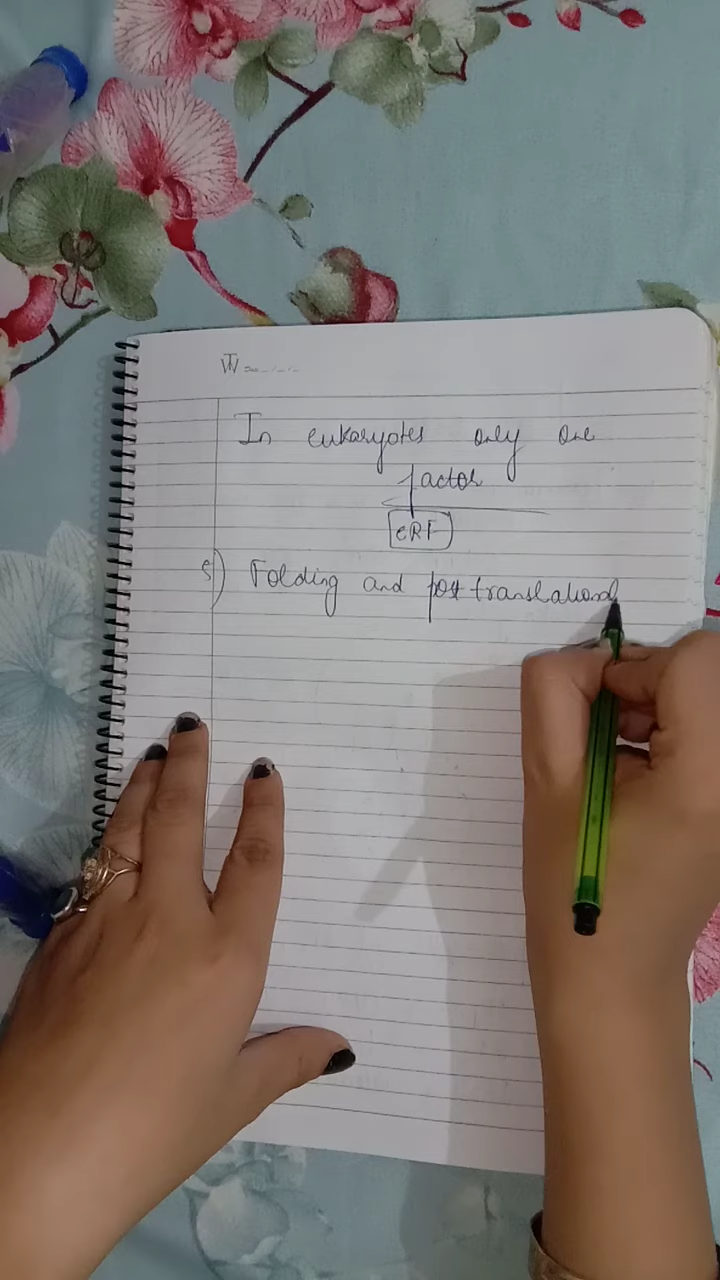 In eukaryotes only one
factor
eRF
5) Folding and post translational